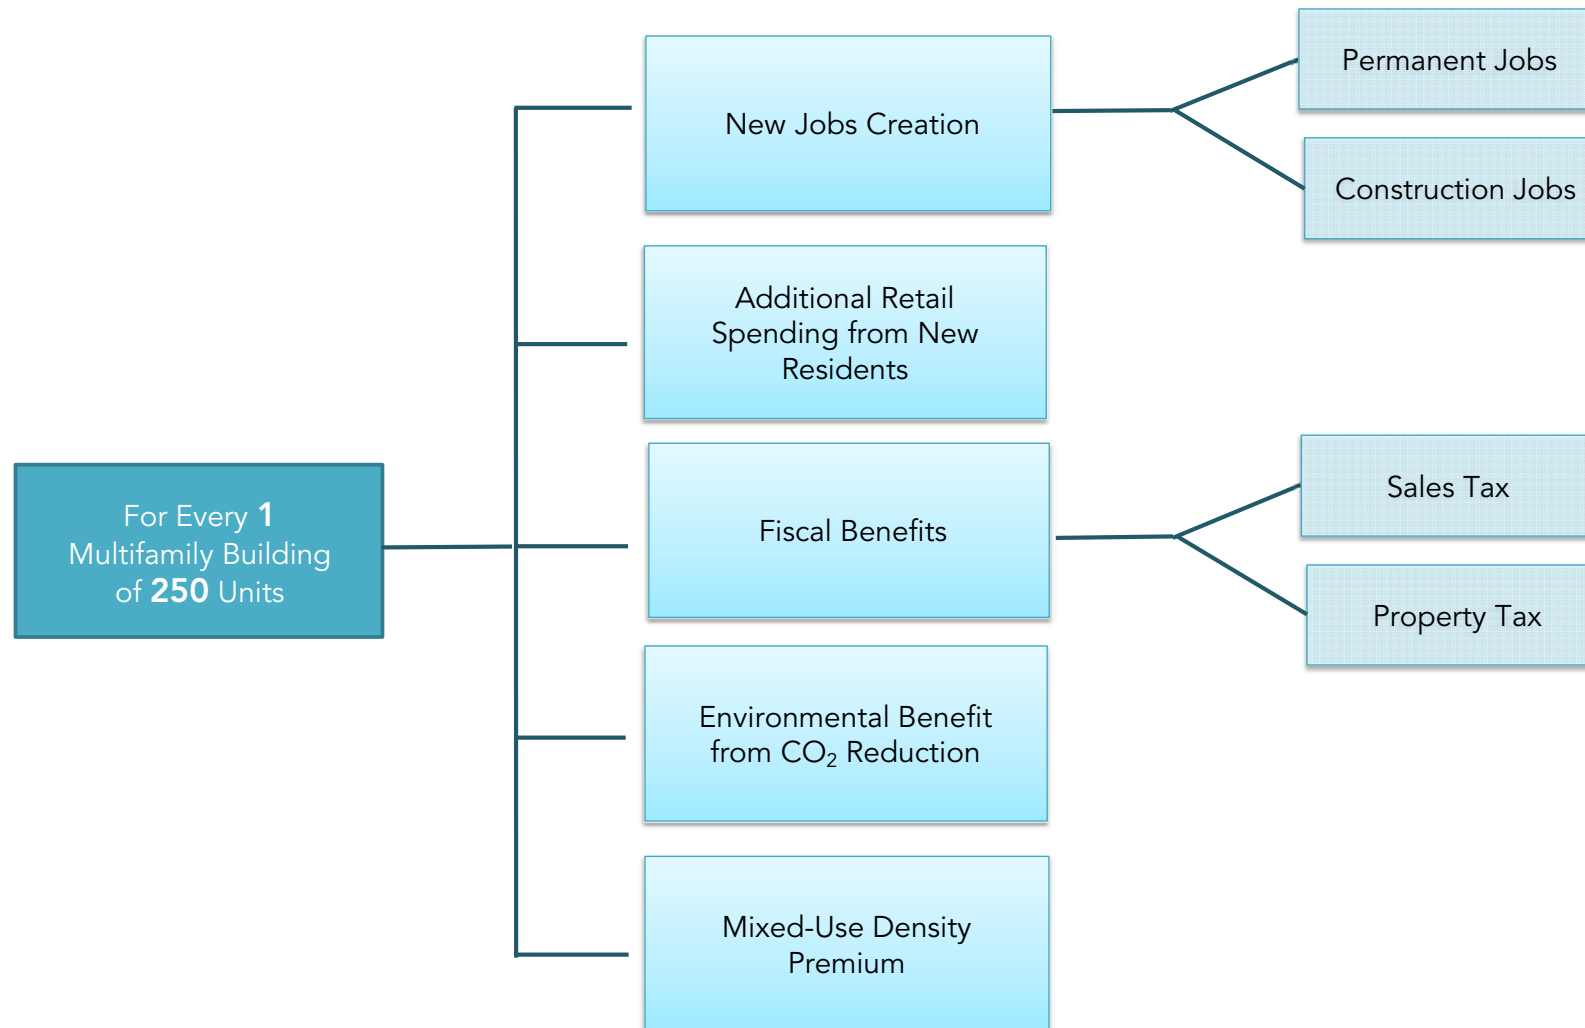 For Every 1
Multifamily Building
of 250 Units
New Jobs Creation
Permanent Jobs
Construction Jobs
Additional Retail
Spending from New
Residents
Fiscal Benefits
Sales Tax
Property Tax
Environmental Benefit
from CO₂ Reduction
Mixed-Use Density
Premium